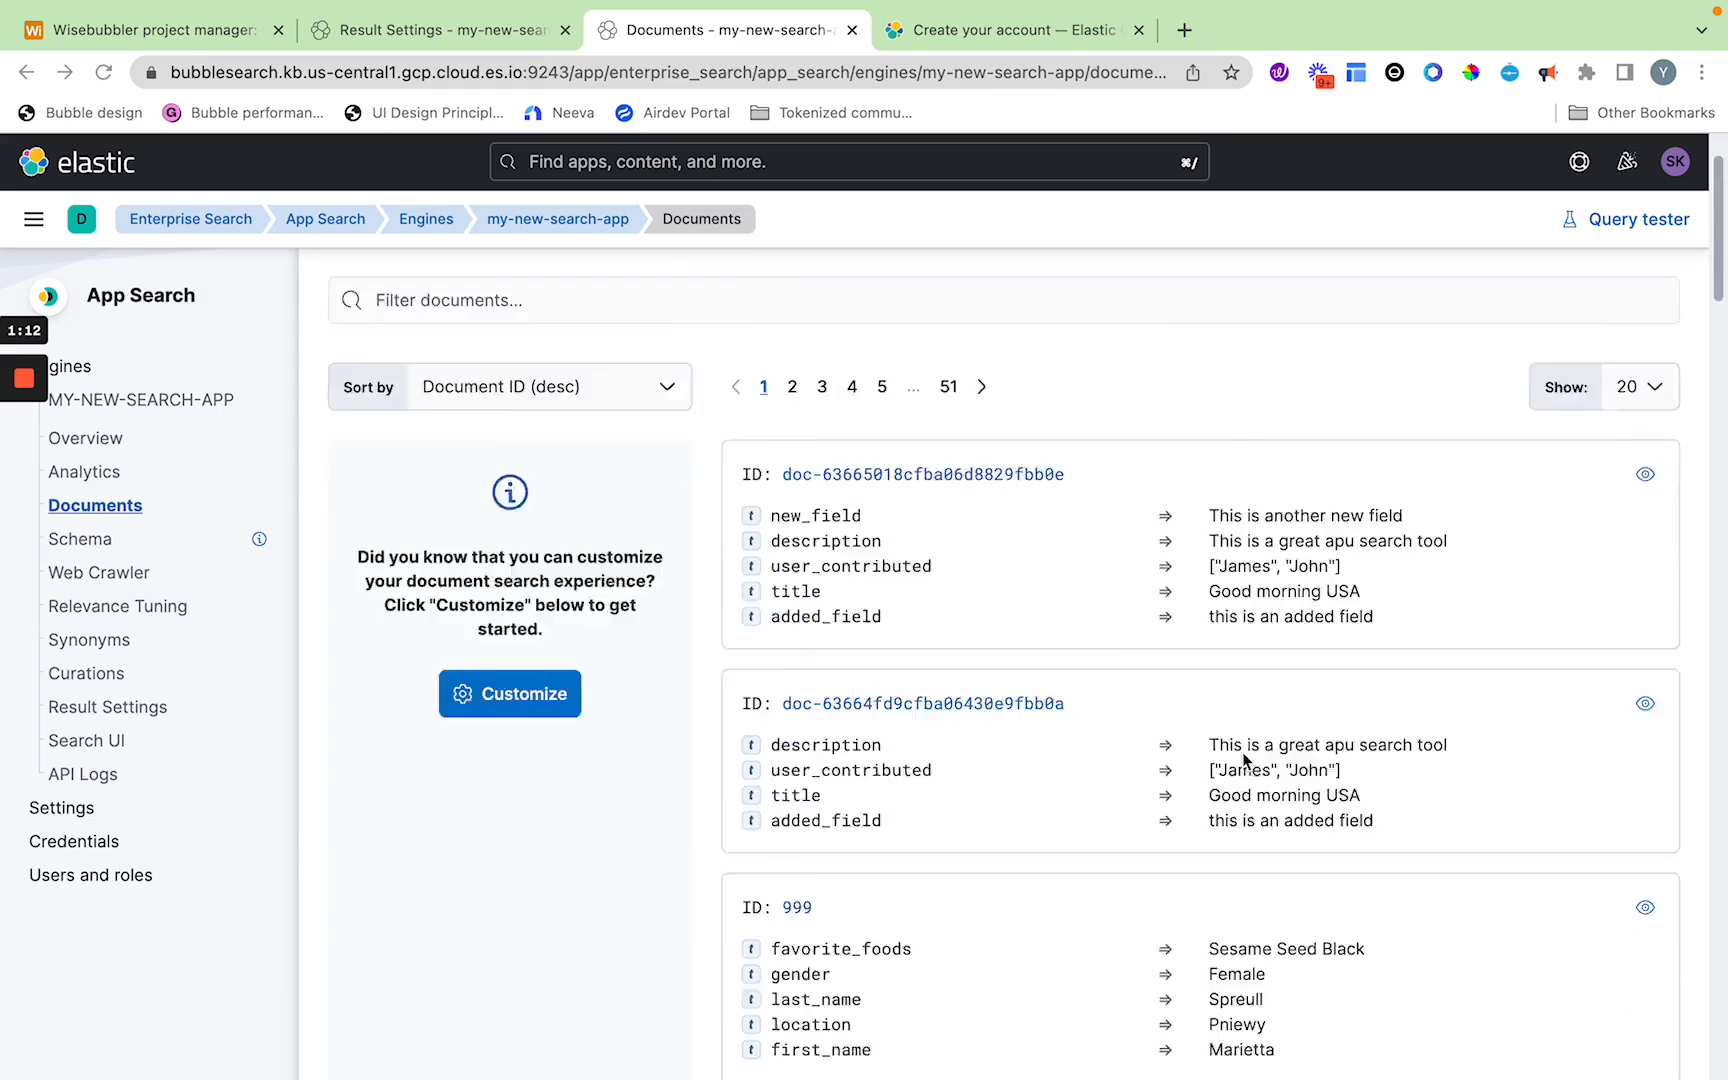 Wisebubbler project manager:
Result Settings - my-new-sear
Documents - my-new-search-
Create your account — Elastic
bubblesearch.kb.us-central1.gcp.cloud.es.io:9243/app/enterprise_search/app_search/engines/my-new-search-app/docume...
9+
Y
Bubble design
Bubble performan...
UI Design Principl...
Neeva
Airdev Portal
Tokenized commu...
Other Bookmarks
elastic
Find apps, content, and more.
⌘/
SK
D
Enterprise Search
App Search
Engines
my-new-search-app
Documents
Query tester
App Search
1:12
gines
MY-NEW-SEARCH-APP
Overview
Analytics
Documents
Schema
Web Crawler
Relevance Tuning
Synonyms
Curations
Result Settings
Search UI
API Logs
Settings
Credentials
Users and roles
Filter documents...
Sort by Document ID (desc)
1 2 3 4 5 ... 51
Show: 20
Did you know that you can customize
your document search experience?
Click "Customize" below to get
started.
Customize
ID: doc-63665018cfba06d8829fbb0e
t new_field ⇒ This is another new field
t description ⇒ This is a great apu search tool
t user_contributed ⇒ ["James", "John"]
t title ⇒ Good morning USA
t added_field ⇒ this is an added field
ID: doc-63664fd9cfba06430e9fbb0a
t description ⇒ This is a great apu search tool
t user_contributed ⇒ ["James", "John"]
t title ⇒ Good morning USA
t added_field ⇒ this is an added field
ID: 999
t favorite_foods ⇒ Sesame Seed Black
t gender ⇒ Female
t last_name ⇒ Spreull
t location ⇒ Pniewy
t first_name ⇒ Marietta